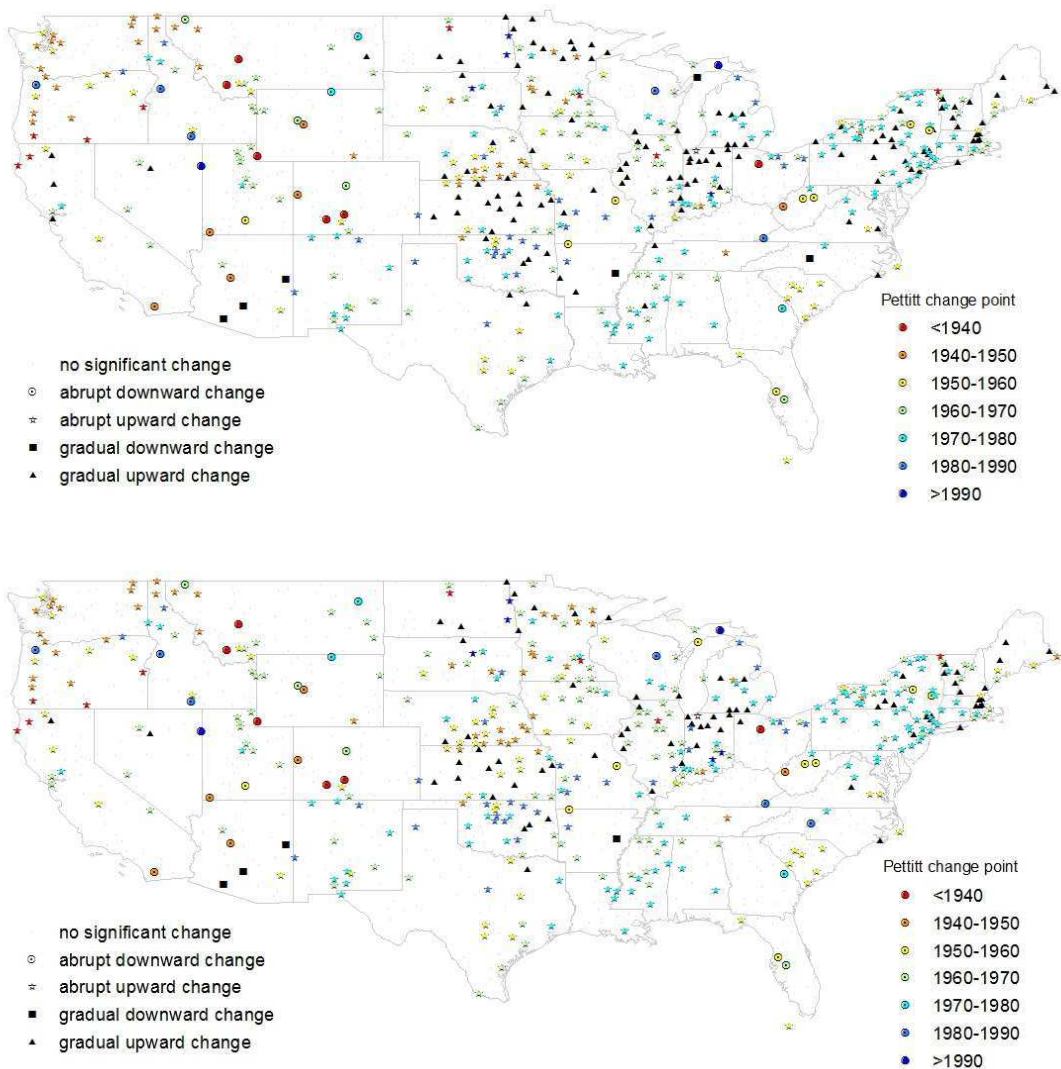 Pettitt change point
<1940
1940-1950
1950-1960
1960-1970
1970-1980
1980-1990
>1990
no significant change
abrupt downward change
abrupt upward change
gradual downward change
gradual upward change
Pettitt change point
<1940
1940-1950
1950-1960
1960-1970
1970-1980
1980-1990
>1990
no significant change
abrupt downward change
abrupt upward change
gradual downward change
gradual upward change